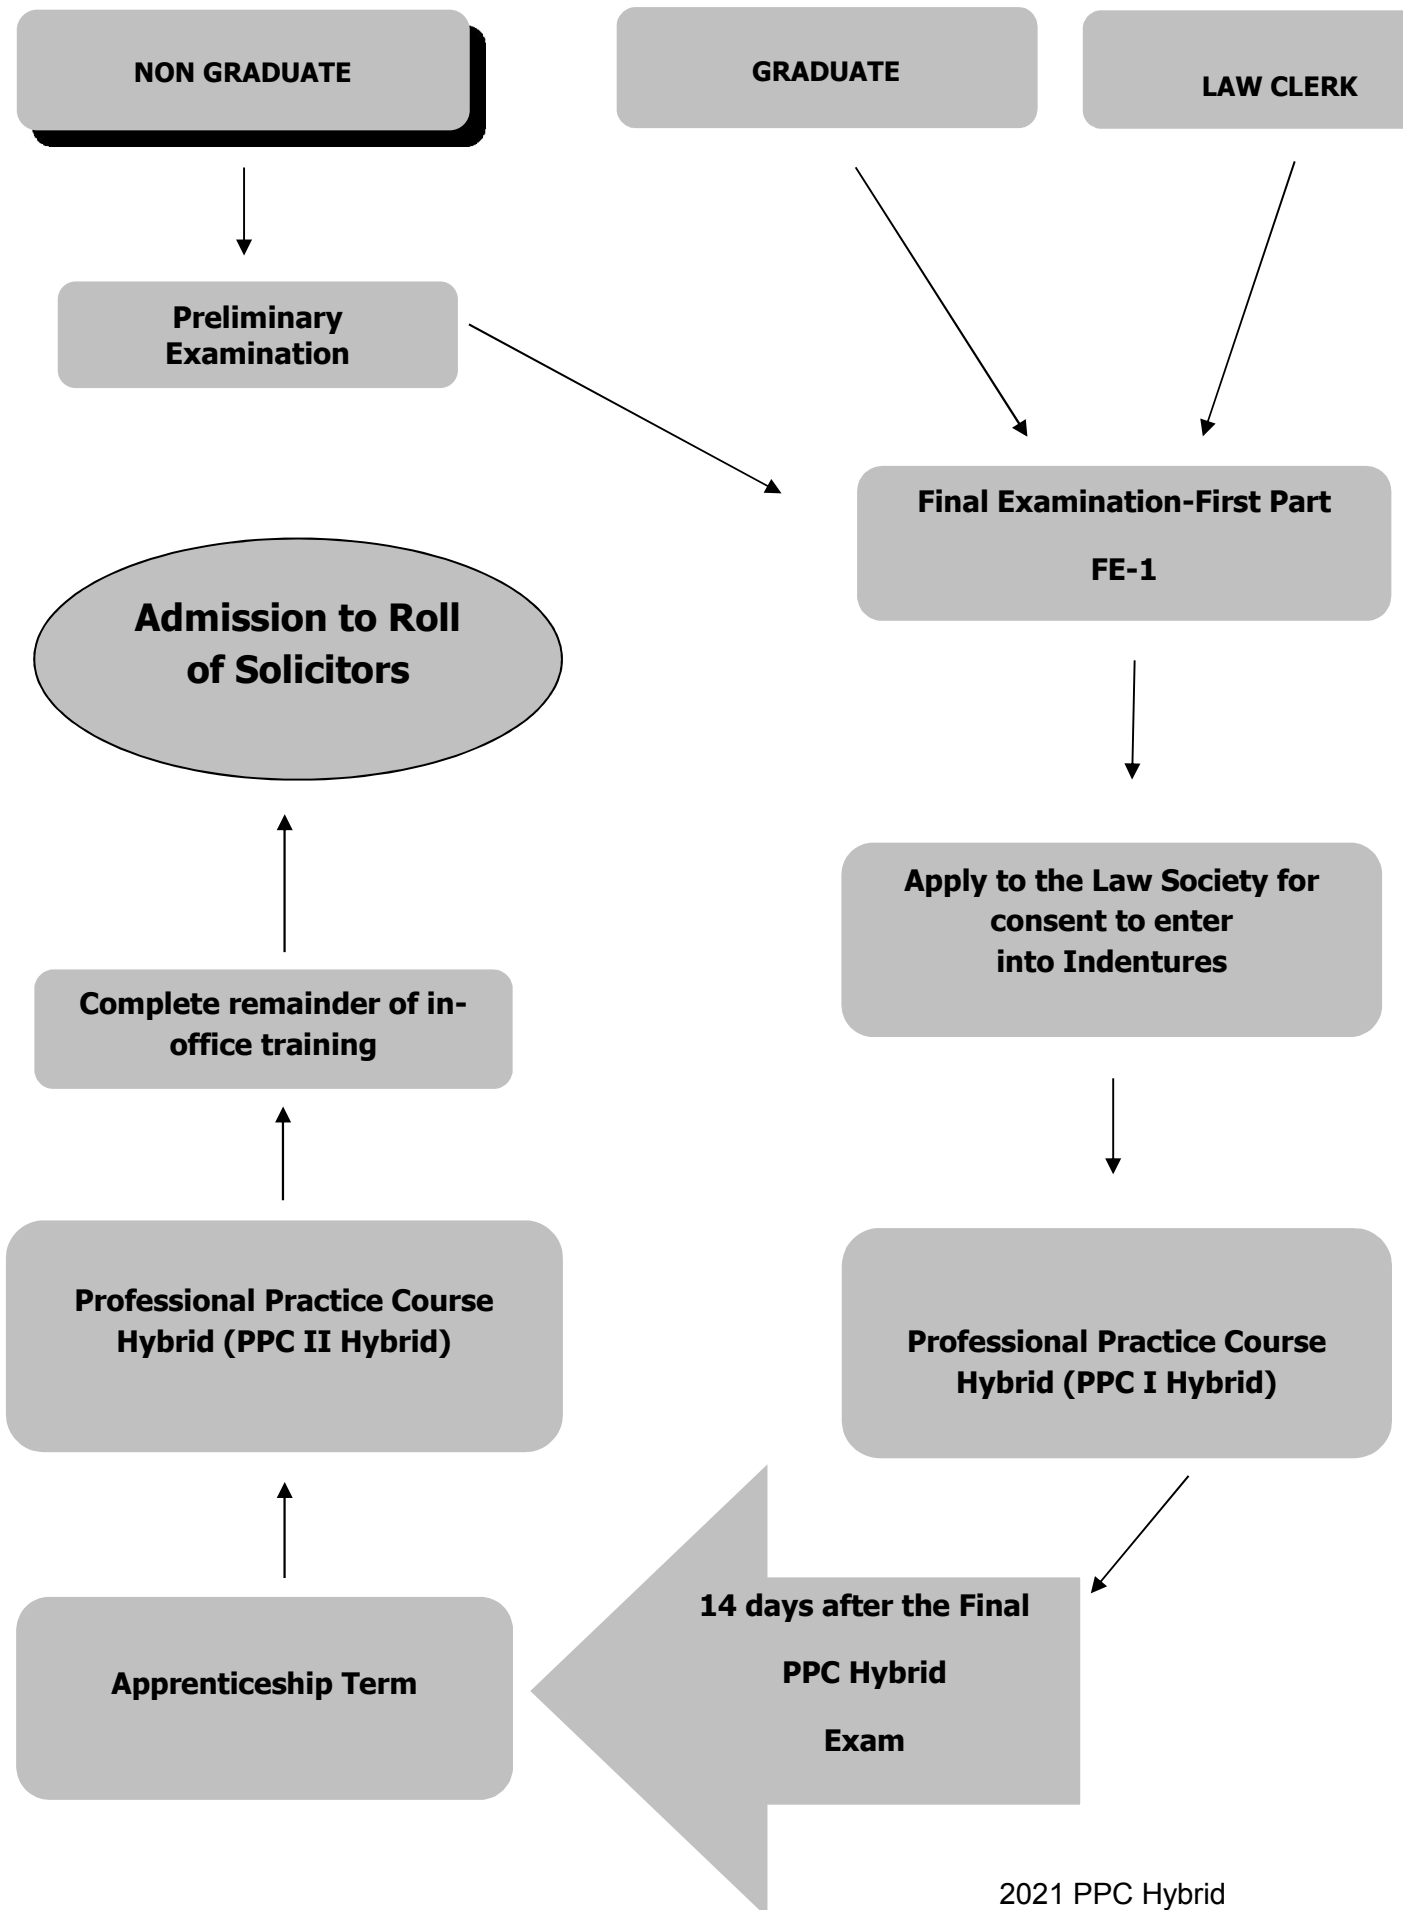 NON GRADUATE
GRADUATE
LAW CLERK
Preliminary
Examination
Final Examination-First Part
FE-1
Admission to Roll
of Solicitors
Apply to the Law Society for
consent to enter
into Indentures
Complete remainder of in-
office training
Professional Practice Course
Hybrid (PPC II Hybrid)
Professional Practice Course
Hybrid (PPC I Hybrid)
14 days after the Final
PPC Hybrid
Exam
Apprenticeship Term
2021 PPC Hybrid